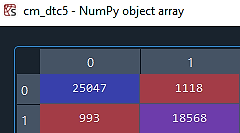 cm_dtc5 - NumPy object array
0 1
0 25047 1118
1 993 18568